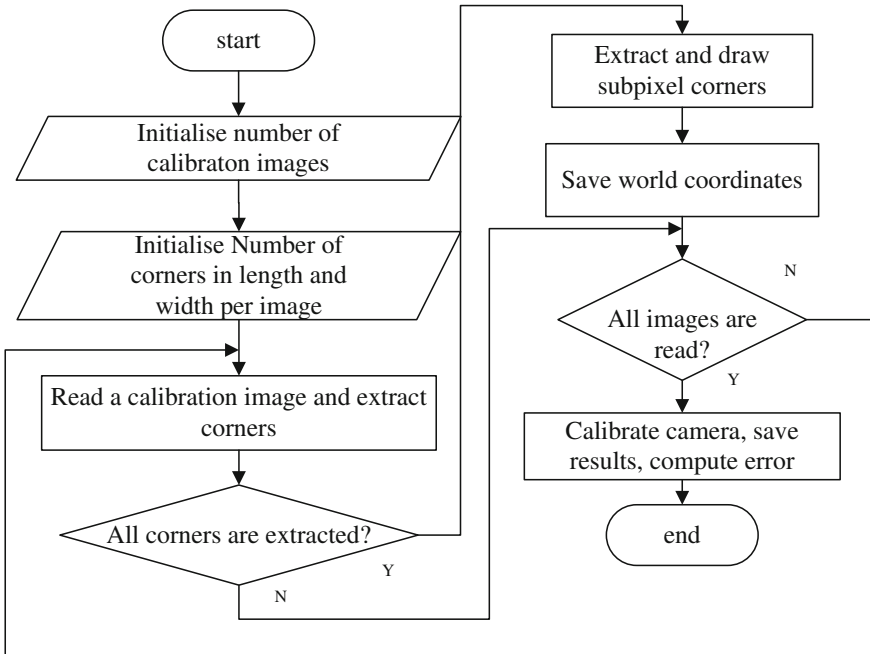 start
Initialise number of
calibraton images
Initialise Number of
corners in length and
width per image
Read a calibration image and extract
corners
All corners are extracted?
Y
N
Extract and draw
subpixel corners
Save world coordinates
N
All images are
read?
Y
Calibrate camera, save
results, compute error
end